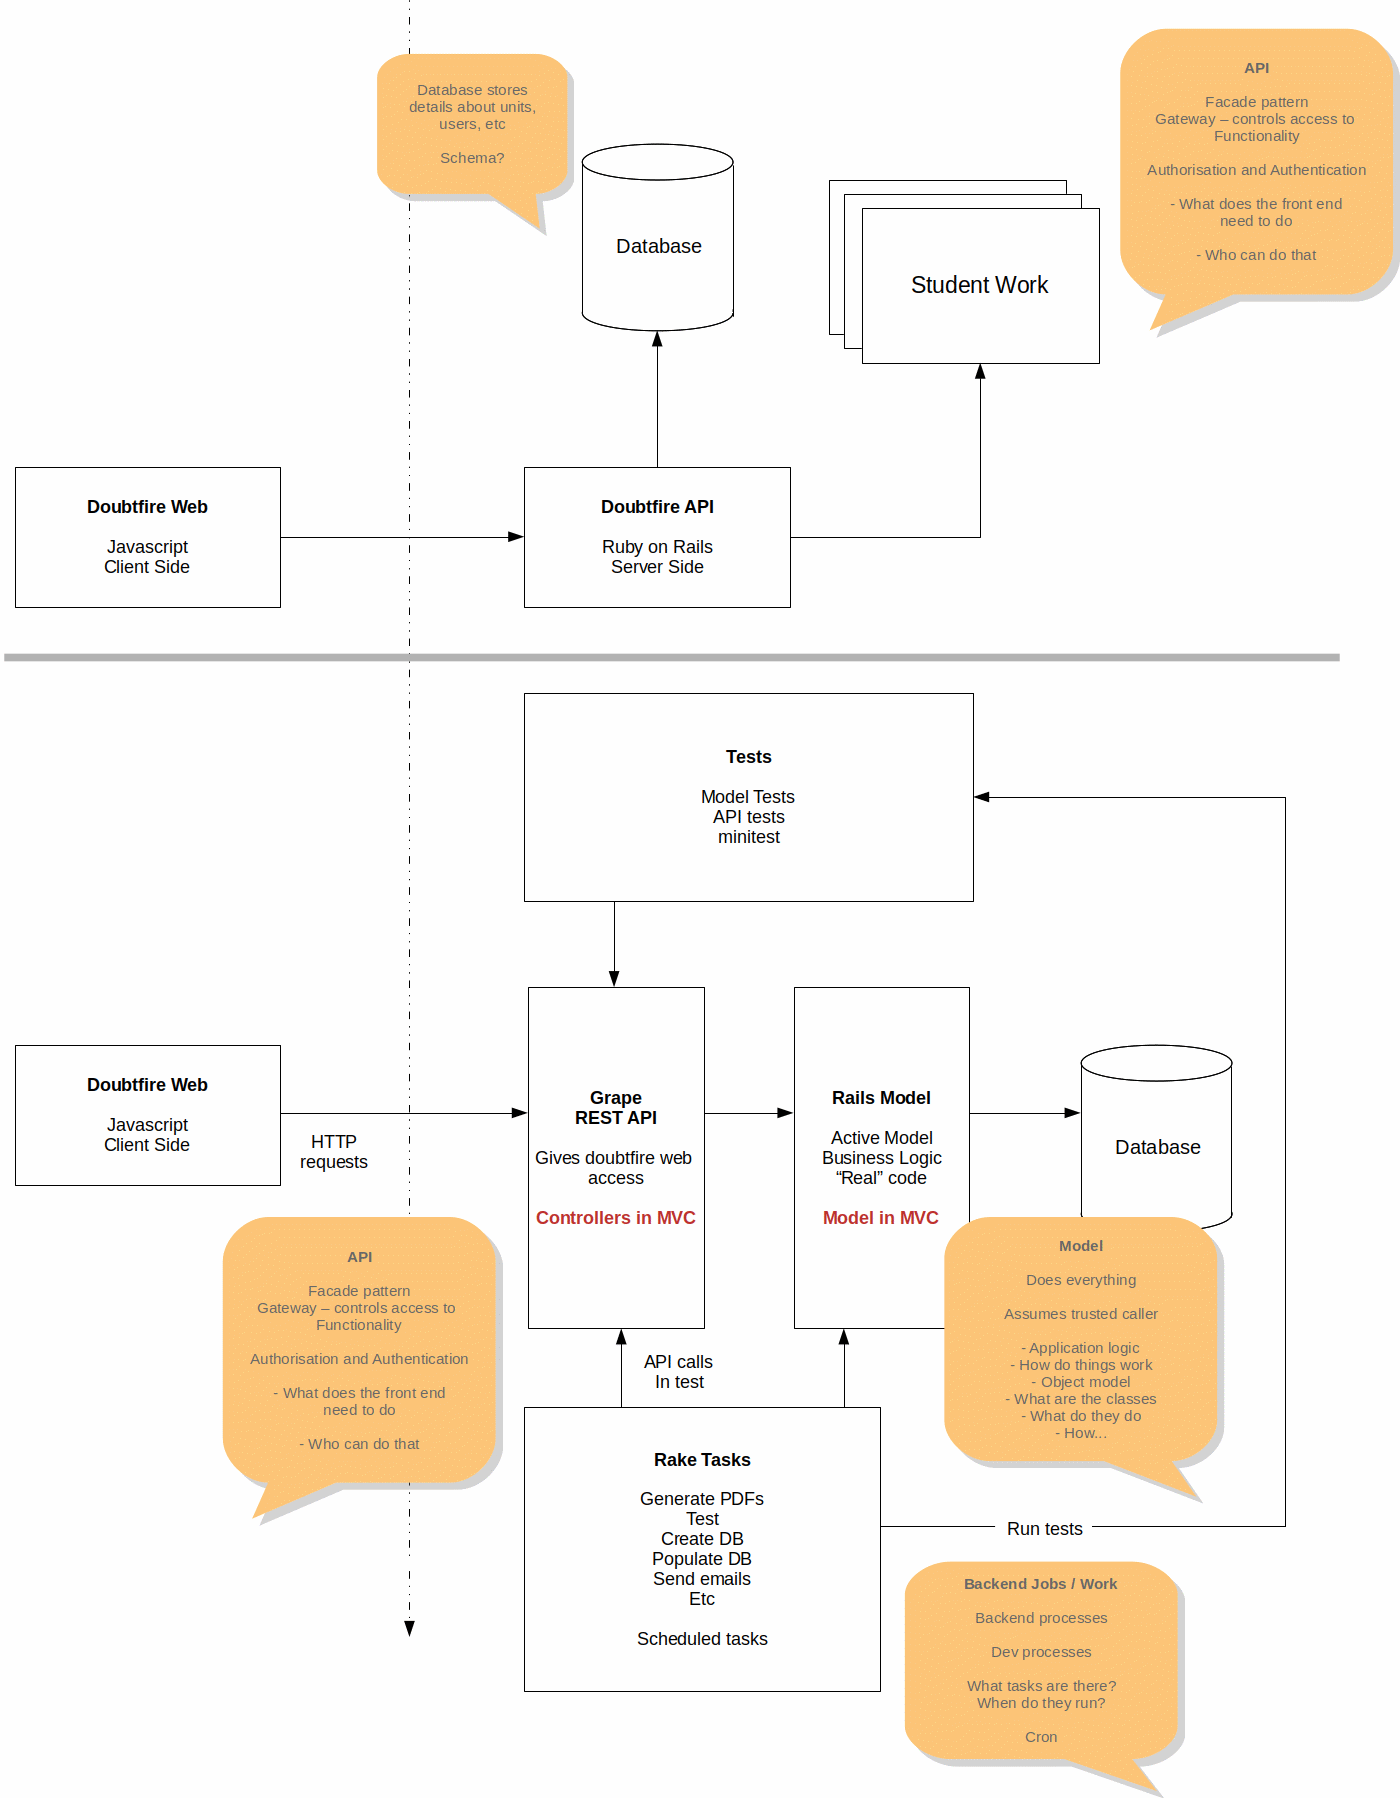 Database stores
details about units,
users, etc
Schema?
API
Facade pattern
Gateway – controls access to
Functionality
Authorisation and Authentication
- What does the front end
need to do
- Who can do that
Database
Student Work
Doubtfire Web
Javascript
Client Side
Doubtfire API
Ruby on Rails
Server Side
Tests
Model Tests
API tests
minitest
Doubtfire Web
Javascript
Client Side
HTTP
requests
Grape
REST API
Gives doubtfire web
access
Controllers in MVC
Rails Model
Active Model
Business Logic
“Real” code
Model in MVC
Database
API
Facade pattern
Gateway – controls access to
Functionality
Authorisation and Authentication
- What does the front end
need to do
- Who can do that
API calls
In test
Model
Does everything
Assumes trusted caller
- Application logic
- How do things work
- Object model
- What are the classes
- What do they do
- How...
Rake Tasks
Generate PDFs
Test
Create DB
Populate DB
Send emails
Etc
Scheduled tasks
Run tests
Backend Jobs / Work
Backend processes
Dev processes
What tasks are there?
When do they run?
Cron